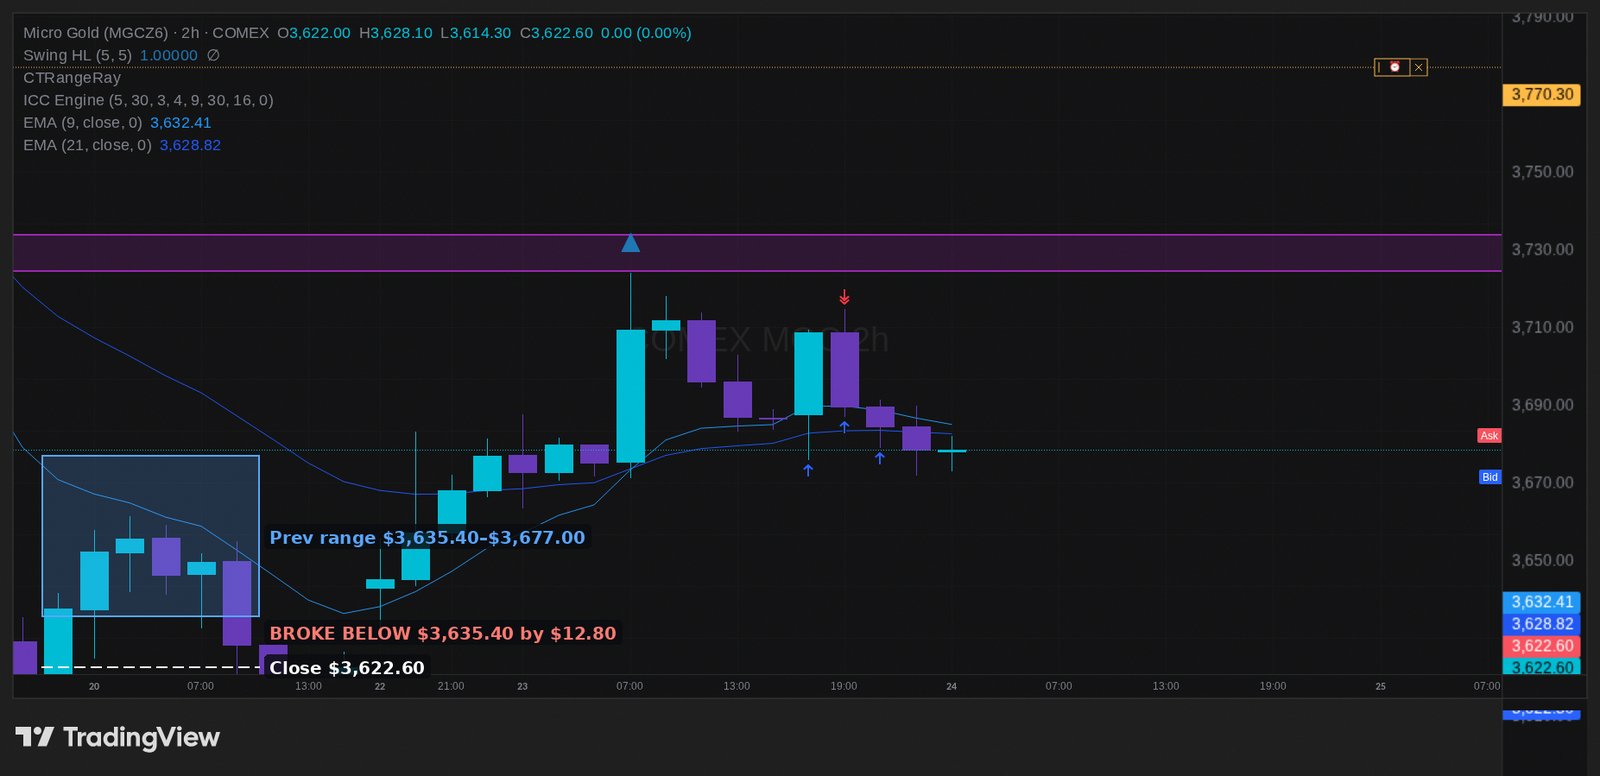 Micro Gold (MGCZ6) · 2h · COMEX O3,622.00 H3,628.10 L3,614.30 C3,622.60 0.00 (0.00%)
Swing HL (5, 5) 1.00000 ∅
CTRangeRay
ICC Engine (5, 30, 3, 4, 9, 30, 16, 0)
EMA (9, close, 0) 3,632.41
EMA (21, close, 0) 3,628.82
3,790.00
3,770.30
3,750.00
3,730.00
3,710.00
3,690.00
Ask
Bid
3,670.00
3,650.00
3,632.41
3,628.82
3,622.60
3,622.60
COMEX MGC 2h
Prev range $3,635.40–$3,677.00
BROKE BELOW $3,635.40 by $12.80
Close $3,622.60
20 07:00 13:00 22 21:00 23 07:00 13:00 19:00 24 07:00 13:00 19:00 25 07:00
TradingView